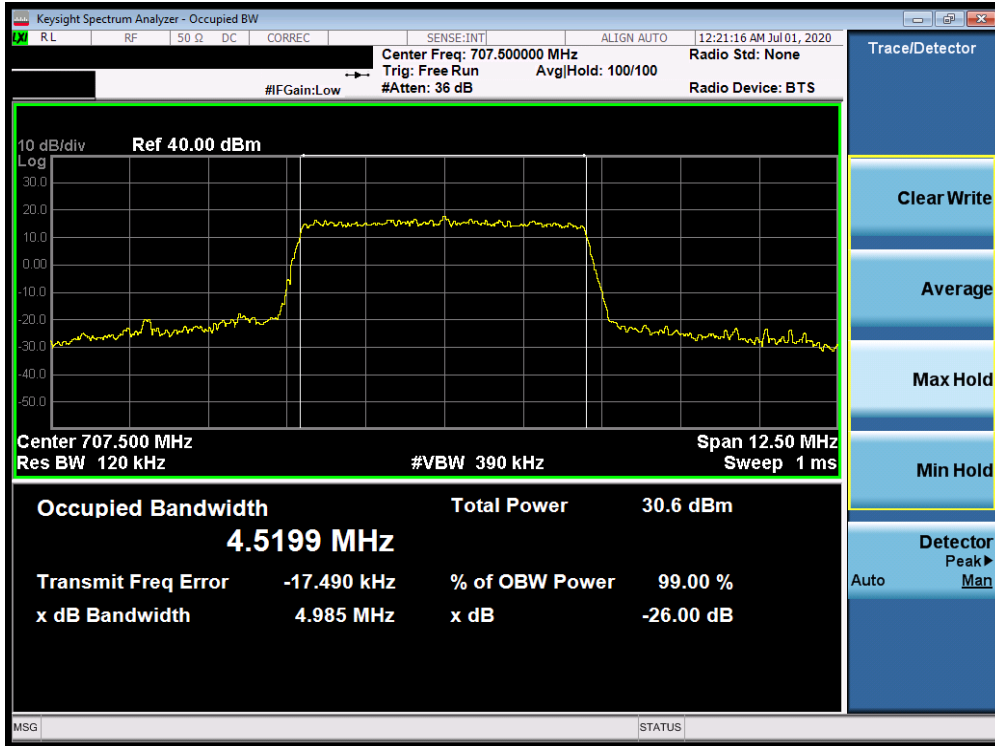 Keysight Spectrum Analyzer - Occupied BW
LXI RL RF 50 Ω DC CORREC SENSE:INT ALIGN AUTO 12:21:16 AM Jul 01, 2020
Center Freq: 707.500000 MHz Radio Std: None
Trig: Free Run Avg|Hold: 100/100
#IFGain:Low #Atten: 36 dB Radio Device: BTS
10 dB/div Ref 40.00 dBm
Log
30.0
20.0
10.0
0.00
-10.0
-20.0
-30.0
-40.0
-50.0
Center 707.500 MHz Span 12.50 MHz
Res BW 120 kHz #VBW 390 kHz Sweep 1 ms
Occupied Bandwidth Total Power 30.6 dBm
4.5199 MHz
Transmit Freq Error -17.490 kHz % of OBW Power 99.00 %
x dB Bandwidth 4.985 MHz x dB -26.00 dB
MSG STATUS
Trace/Detector
Clear Write
Average
Max Hold
Min Hold
Detector
Peak▶
Auto Man